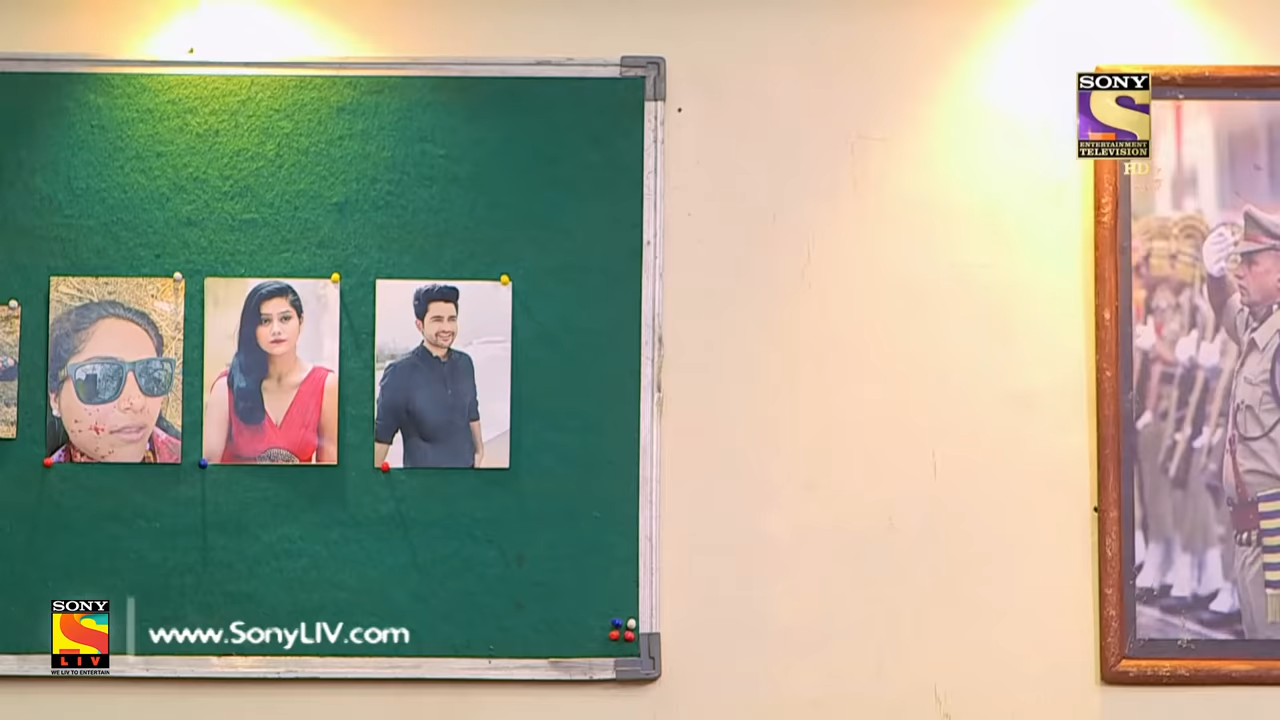 SONY
ENTERTAINMENT
TELEVISION
HD
SONY
LIV
WE LIV TO ENTERTAIN
www.SonyLIV.com